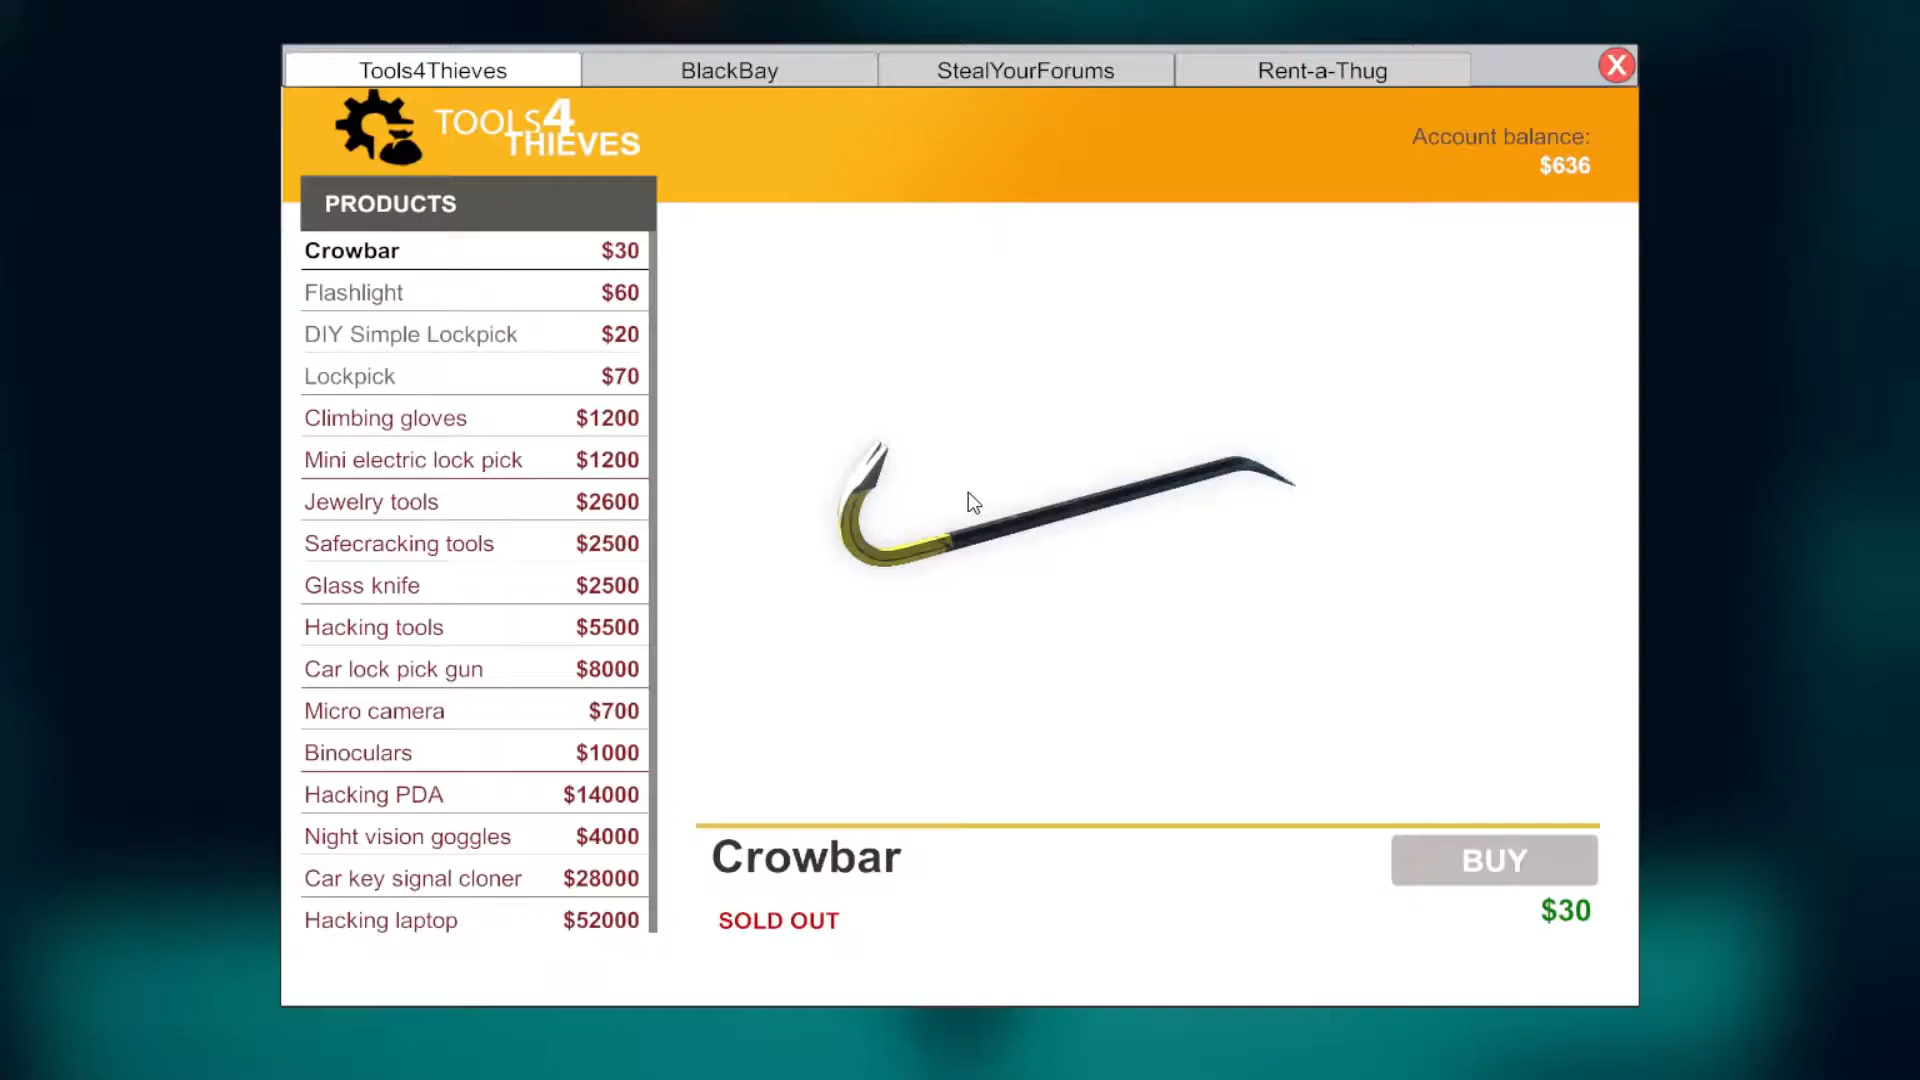 Tools4Thieves BlackBay StealYourForums Rent-a-Thug X
TOOLS4
THIEVES
Account balance:
$636
PRODUCTS
Crowbar $30
Flashlight $60
DIY Simple Lockpick $20
Lockpick $70
Climbing gloves $1200
Mini electric lock pick $1200
Jewelry tools $2600
Safecracking tools $2500
Glass knife $2500
Hacking tools $5500
Car lock pick gun $8000
Micro camera $700
Binoculars $1000
Hacking PDA $14000
Night vision goggles $4000
Car key signal cloner $28000
Hacking laptop $52000
Crowbar BUY
SOLD OUT $30